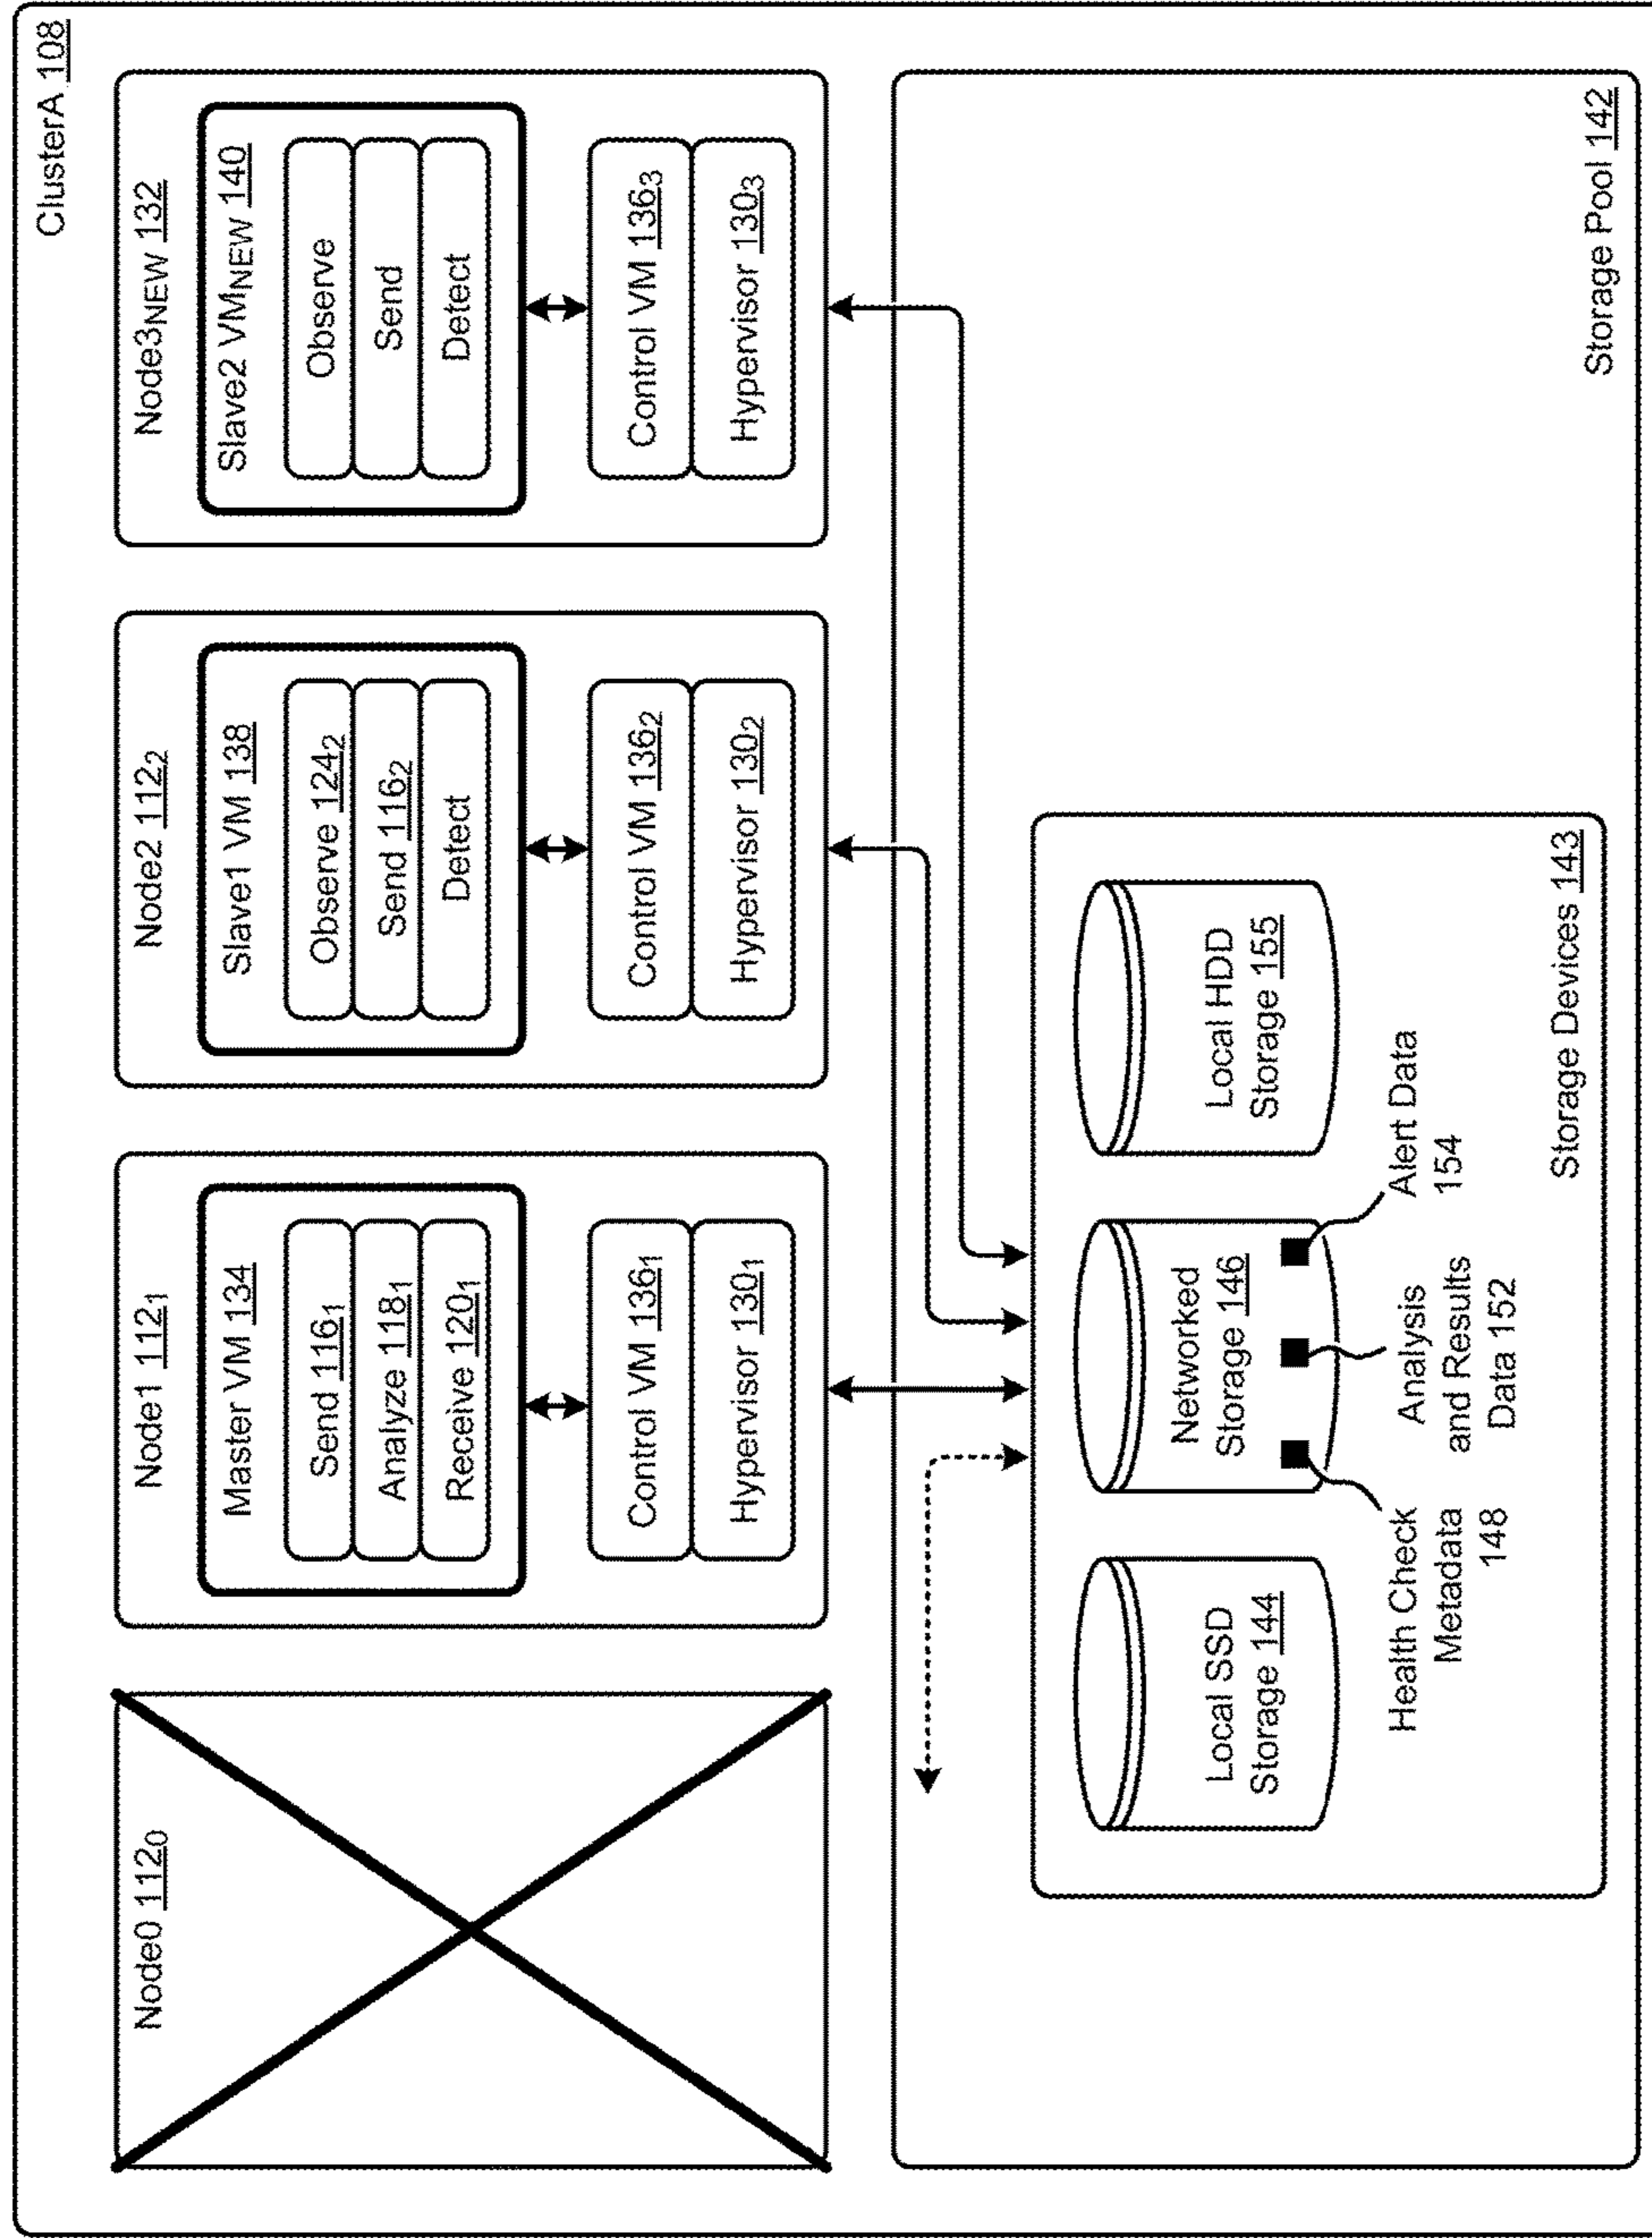 ClusterA 108
Node0 112₀
Node1 112₁
Master VM 134
Send 116₁
Analyze 118₁
Receive 120₁
Control VM 136₁
Hypervisor 130₁
Node2 112₂
Slave1 VM 138
Observe 124₂
Send 116₂
Detect
Control VM 136₂
Hypervisor 130₂
Node3NEW 132
Slave2 VMNEW 140
Observe
Send
Detect
Control VM 136₃
Hypervisor 130₃
Local SSD
Storage 144
Networked
Storage 146
Local HDD
Storage 155
Health Check
Metadata
148
Analysis
and Results
Data 152
Alert Data
154
Storage Devices 143
Storage Pool 142